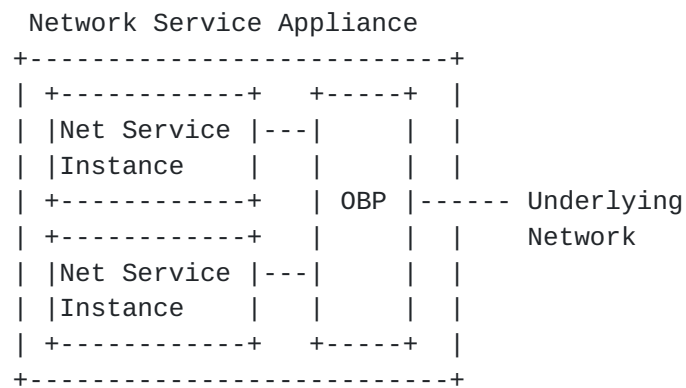 Network Service Appliance
+---------------------------+
| +------------+   +-----+  |
| |Net Service |---|     |  |
| |Instance    |   |     |  |
| +------------+   | OBP |------ Underlying
| +------------+   |     |  |    Network
| |Net Service |---|     |  |
| |Instance    |   |     |  |
| +------------+   +-----+  |
+---------------------------+